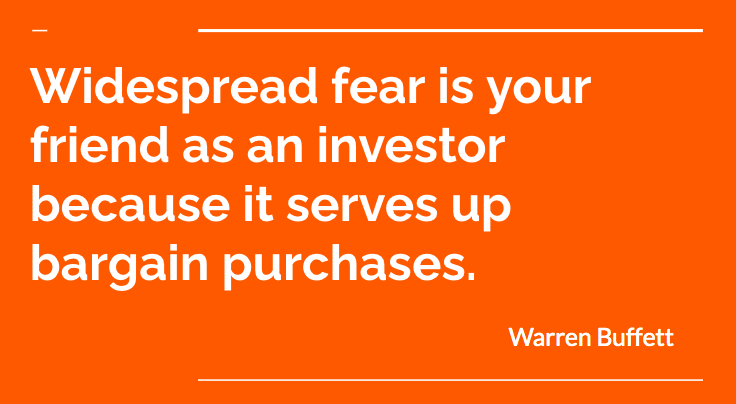 Widespread fear is your
friend as an investor
because it serves up
bargain purchases.
Warren Buffett